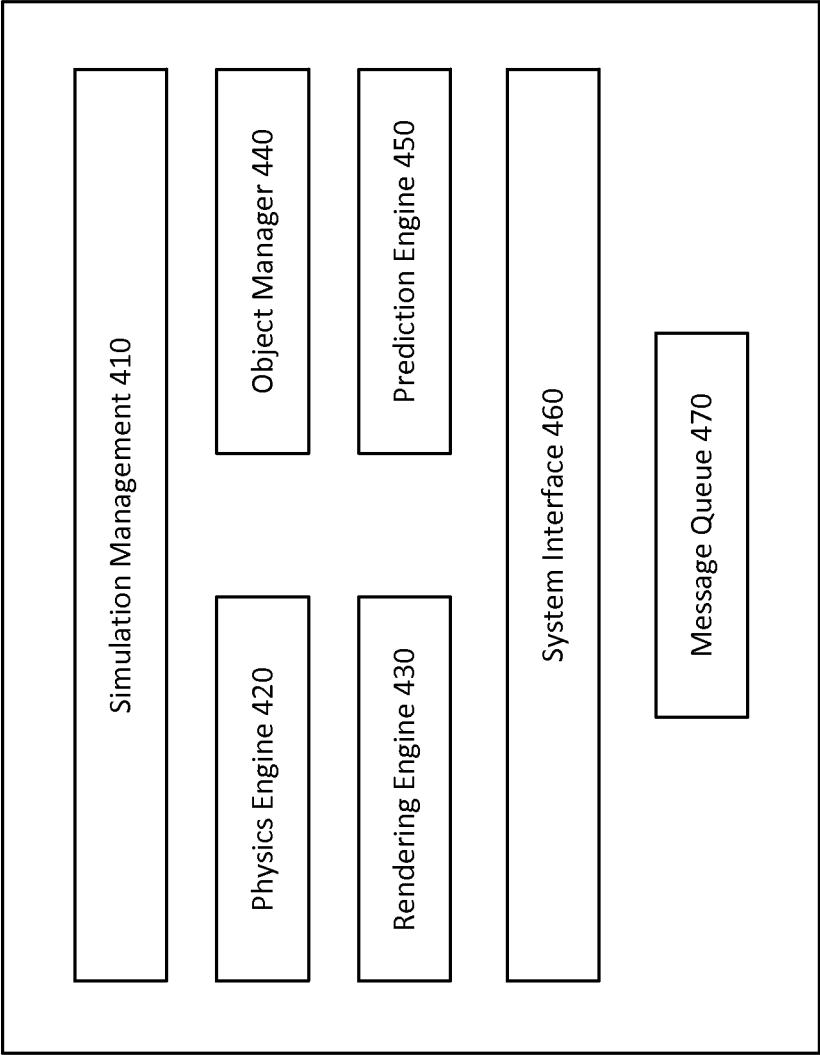 Simulation Management 410
Physics Engine 420
Object Manager 440
Rendering Engine 430
Prediction Engine 450
System Interface 460
Message Queue 470